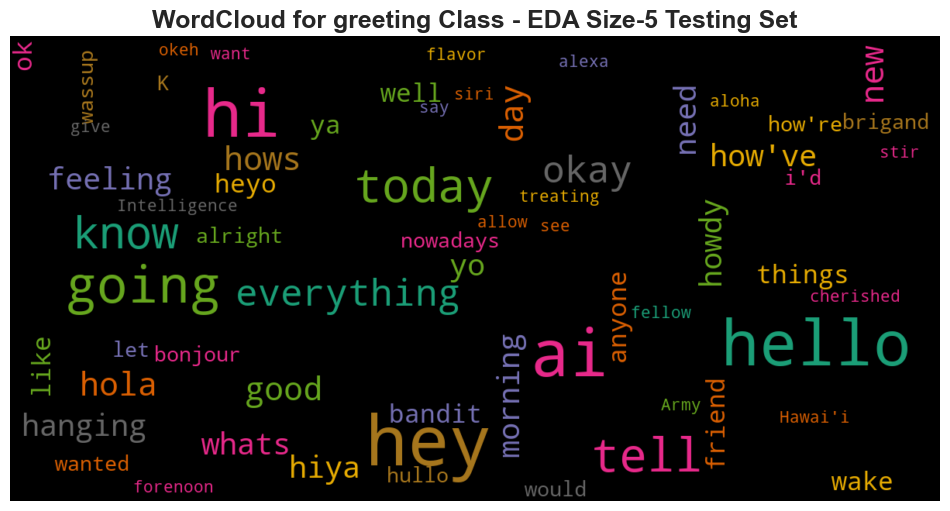 WordCloud for greeting Class - EDA Size-5 Testing Set
ok
okeh
want
flavor
alexa
new
wassup
K
hi
well
say
siri
day
need
aloha
give
ya
how're
brigand
hows
okay
how've
stir
feeling
heyo
today
treating
i'd
Intelligence
know
alright
allow
see
nowadays
howdy
yo
things
going
everything
anyone
cherished
fellow
hello
like
let
bonjour
morning
ai
hola
good
friend
hanging
bandit
Army
Hawai'i
whats
hey
tell
wanted
hiya
hullo
wake
forenoon
would